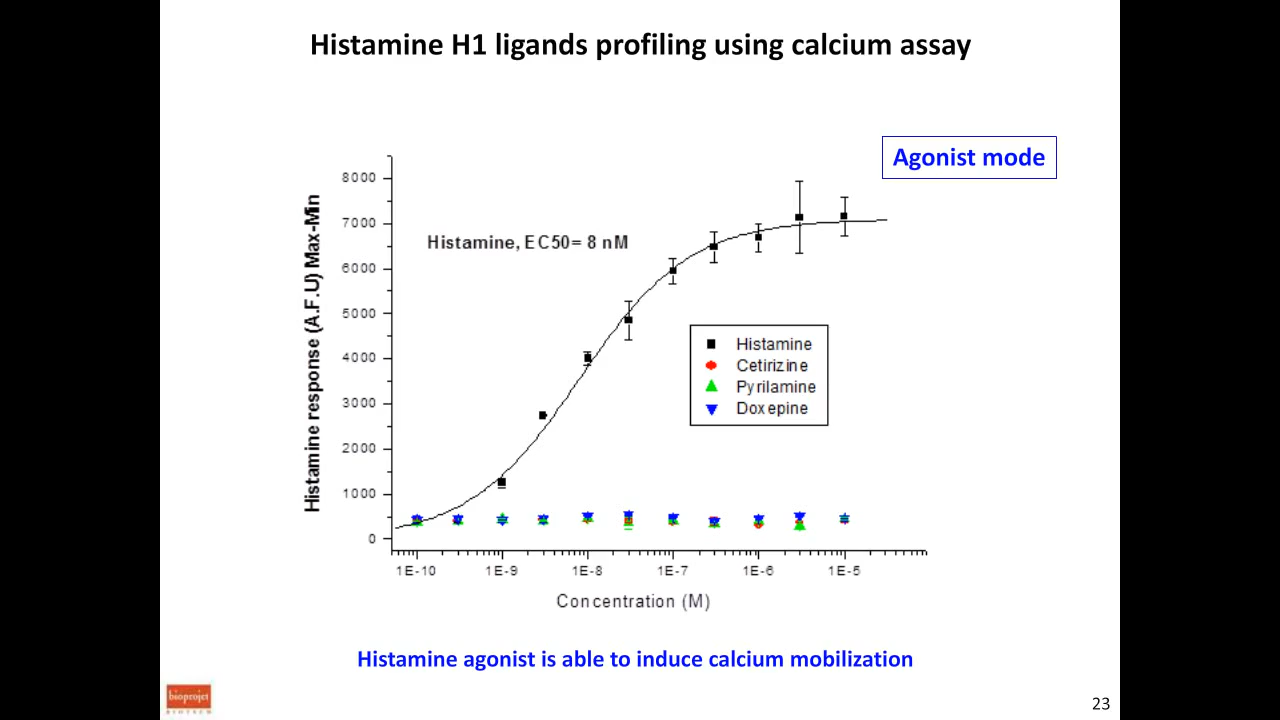 Histamine H1 ligands profiling using calcium assay
Agonist mode
8000
7000
6000
5000
4000
3000
2000
1000
0
Histamine response (A.F.U) Max-Min
Histamine, EC50= 8 nM
Histamine
Cetirizine
Pyrilamine
Doxepine
1E-10 1E-9 1E-8 1E-7 1E-6 1E-5
Concentration (M)
Histamine agonist is able to induce calcium mobilization
bioprojet
BIOTECH
23